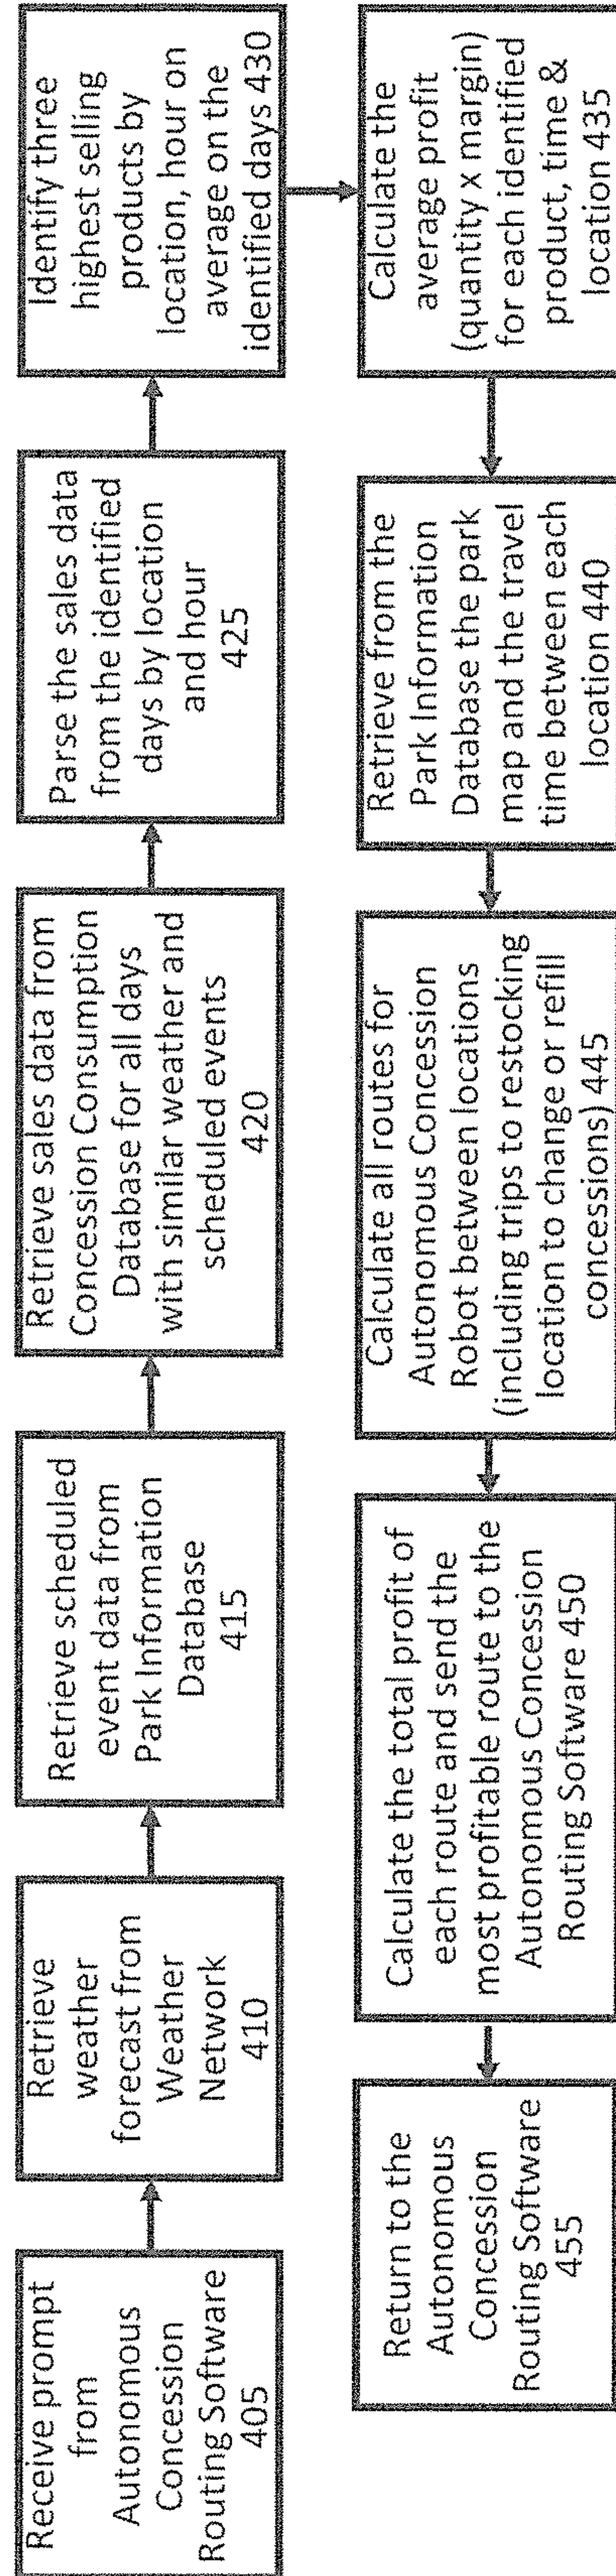 Receive prompt
from
Autonomous
Concession
Routing Software
405
Retrieve
weather
forecast from
Weather
Network
410
Retrieve scheduled
event data from
Park Information
Database
415
Retrieve sales data from
Concession Consumption
Database for all days
with similar weather and
scheduled events
420
Parse the sales data
from the identified
days by location
and hour
425
Identify three
highest selling
products by
location, hour on
average on the
identified days 430
Calculate the
average profit
(quantity x margin)
for each identified
product, time &
location 435
Retrieve from the
Park Information
Database the park
map and the travel
time between each
location 440
Calculate all routes for
Autonomous Concession
Robot between locations
(including trips to restocking
location to change or refill
concessions) 445
Calculate the total profit of
each route and send the
most profitable route to the
Autonomous Concession
Routing Software 450
Return to the
Autonomous
Concession
Routing Software
455